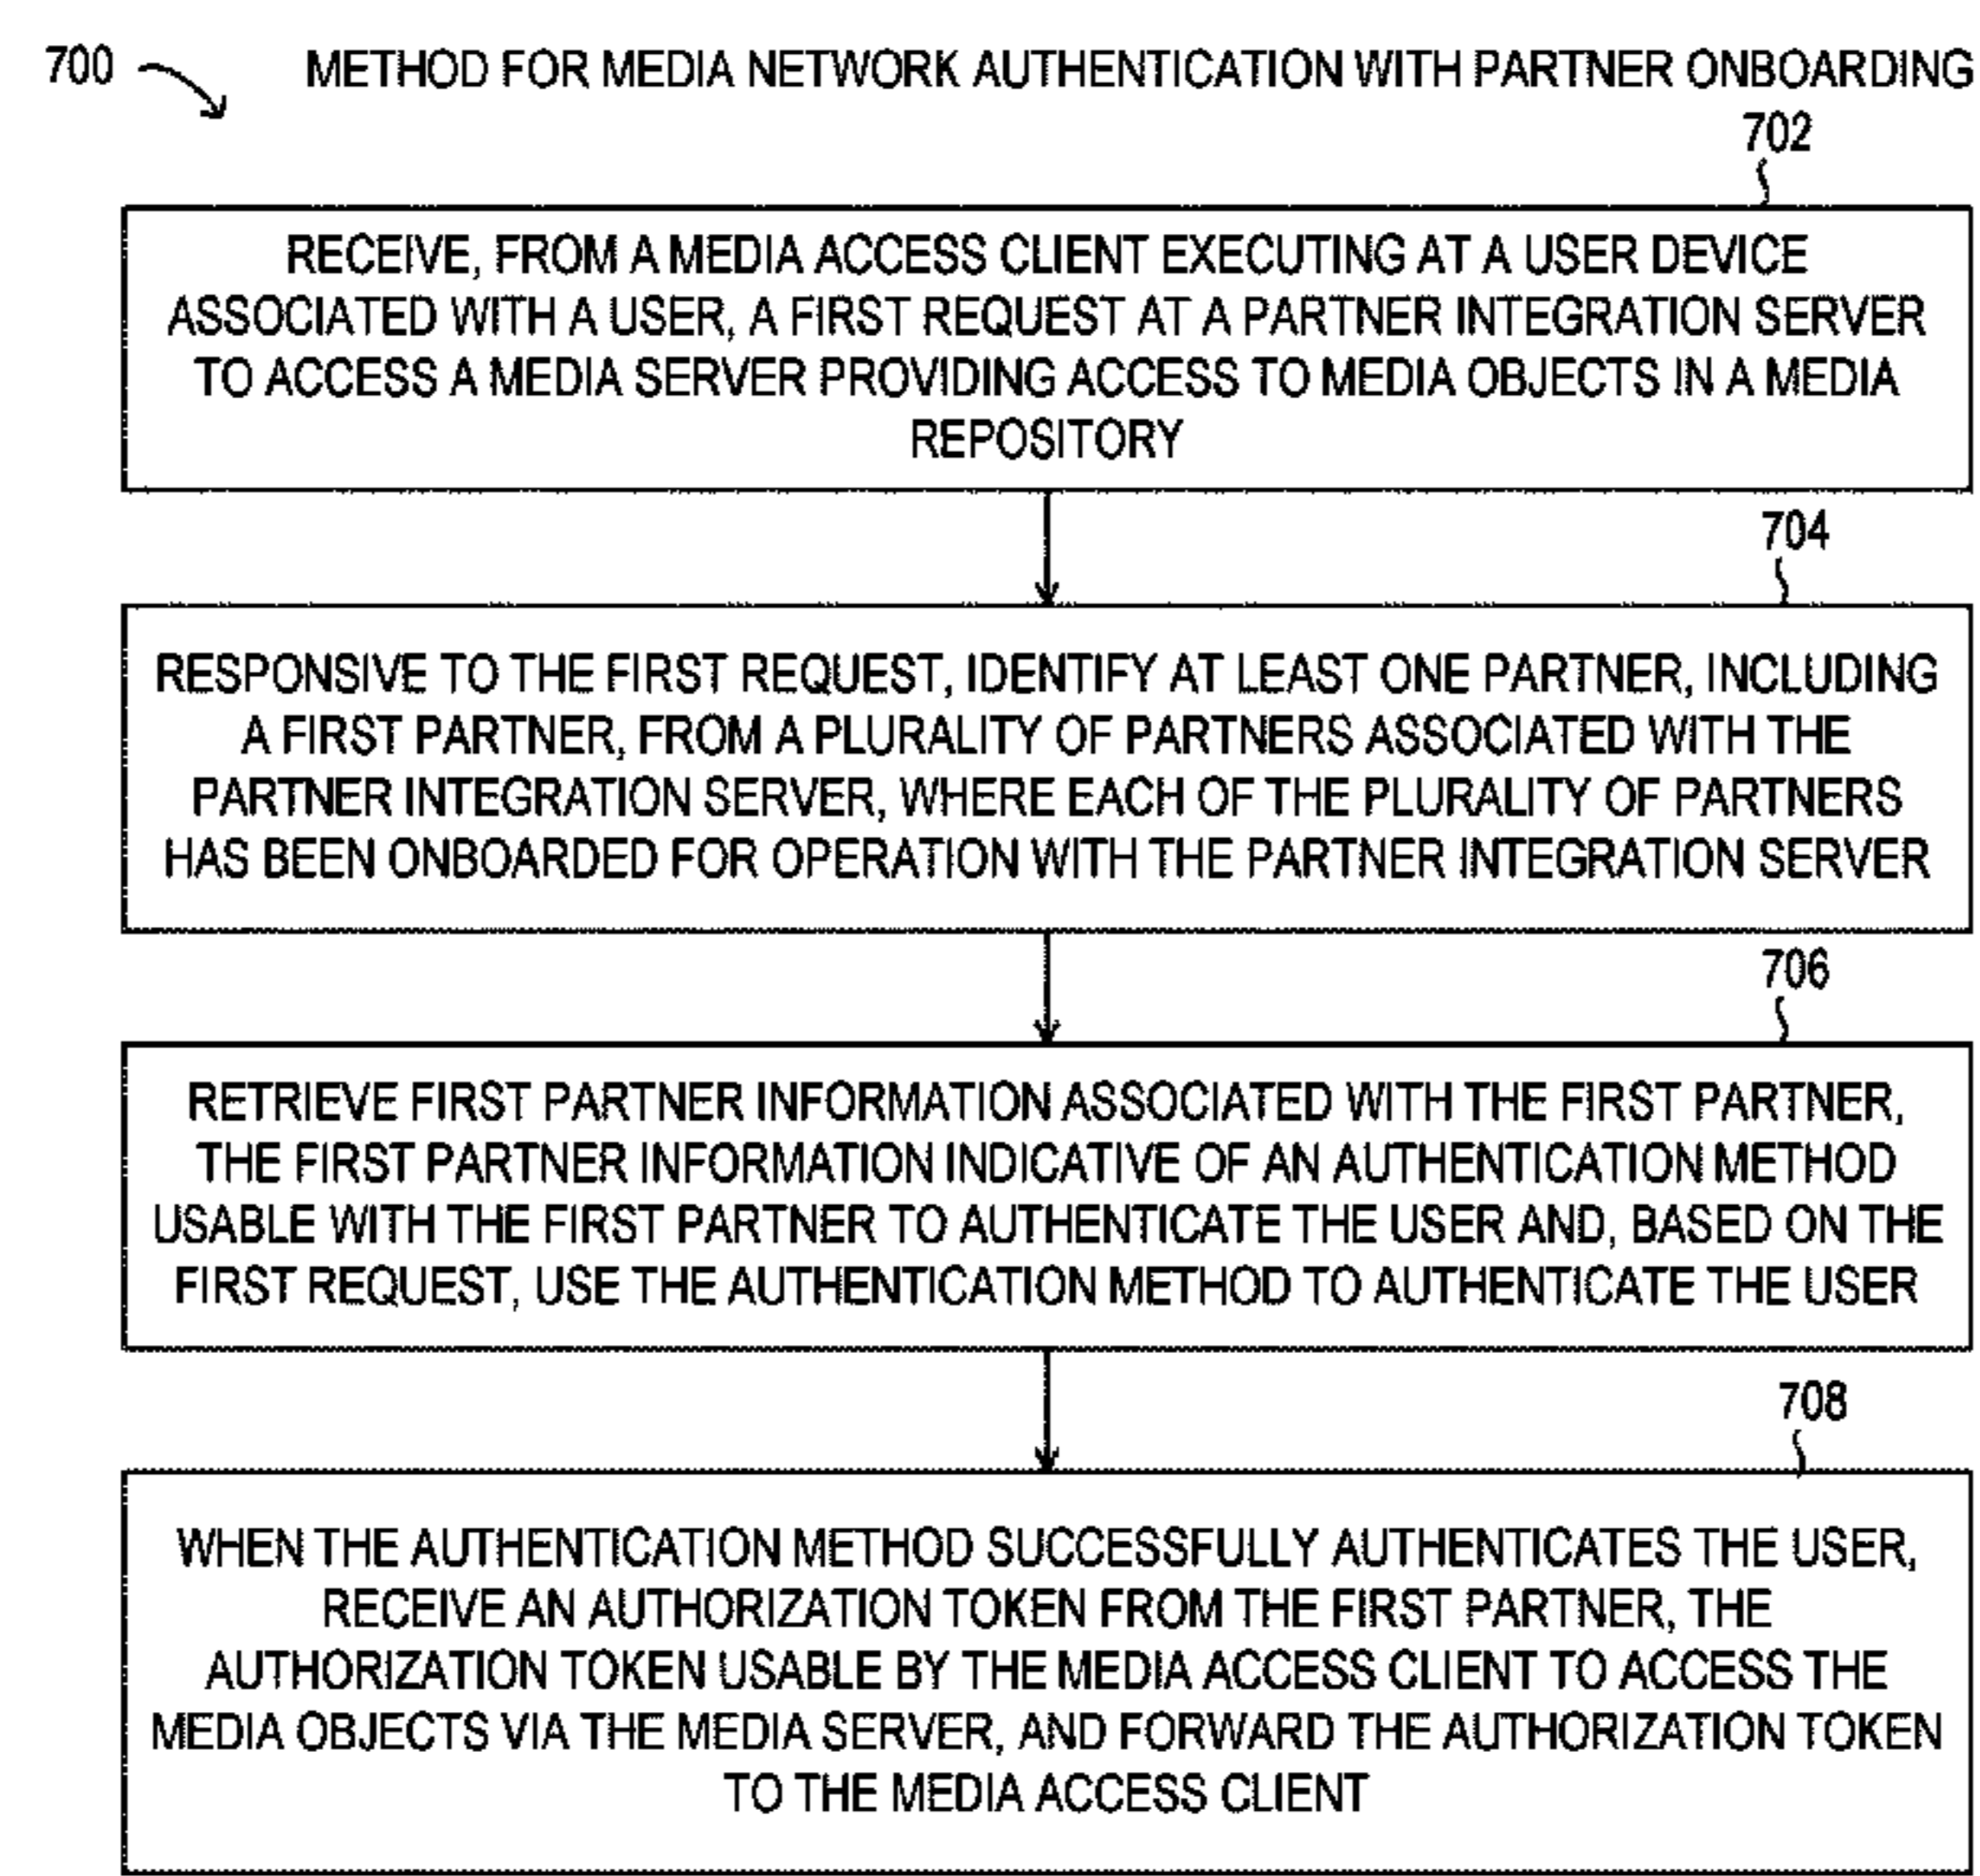 700 METHOD FOR MEDIA NETWORK AUTHENTICATION WITH PARTNER ONBOARDING
702
RECEIVE, FROM A MEDIA ACCESS CLIENT EXECUTING AT A USER DEVICE
ASSOCIATED WITH A USER, A FIRST REQUEST AT A PARTNER INTEGRATION SERVER
TO ACCESS A MEDIA SERVER PROVIDING ACCESS TO MEDIA OBJECTS IN A MEDIA
REPOSITORY
704
RESPONSIVE TO THE FIRST REQUEST, IDENTIFY AT LEAST ONE PARTNER, INCLUDING
A FIRST PARTNER, FROM A PLURALITY OF PARTNERS ASSOCIATED WITH THE
PARTNER INTEGRATION SERVER, WHERE EACH OF THE PLURALITY OF PARTNERS
HAS BEEN ONBOARDED FOR OPERATION WITH THE PARTNER INTEGRATION SERVER
706
RETRIEVE FIRST PARTNER INFORMATION ASSOCIATED WITH THE FIRST PARTNER,
THE FIRST PARTNER INFORMATION INDICATIVE OF AN AUTHENTICATION METHOD
USABLE WITH THE FIRST PARTNER TO AUTHENTICATE THE USER AND, BASED ON THE
FIRST REQUEST, USE THE AUTHENTICATION METHOD TO AUTHENTICATE THE USER
708
WHEN THE AUTHENTICATION METHOD SUCCESSFULLY AUTHENTICATES THE USER,
RECEIVE AN AUTHORIZATION TOKEN FROM THE FIRST PARTNER, THE
AUTHORIZATION TOKEN USABLE BY THE MEDIA ACCESS CLIENT TO ACCESS THE
MEDIA OBJECTS VIA THE MEDIA SERVER, AND FORWARD THE AUTHORIZATION TOKEN
TO THE MEDIA ACCESS CLIENT